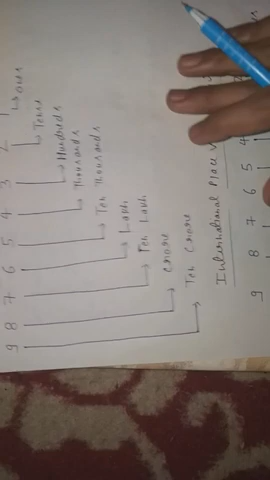 9 8 7 6 5 4 3 2 1
ones
Tens
Hundreds
Thousands
Ten Thousands
Lakh
Ten Lakh
crore
Ten crore
International Place
9 8 7 6 5 4